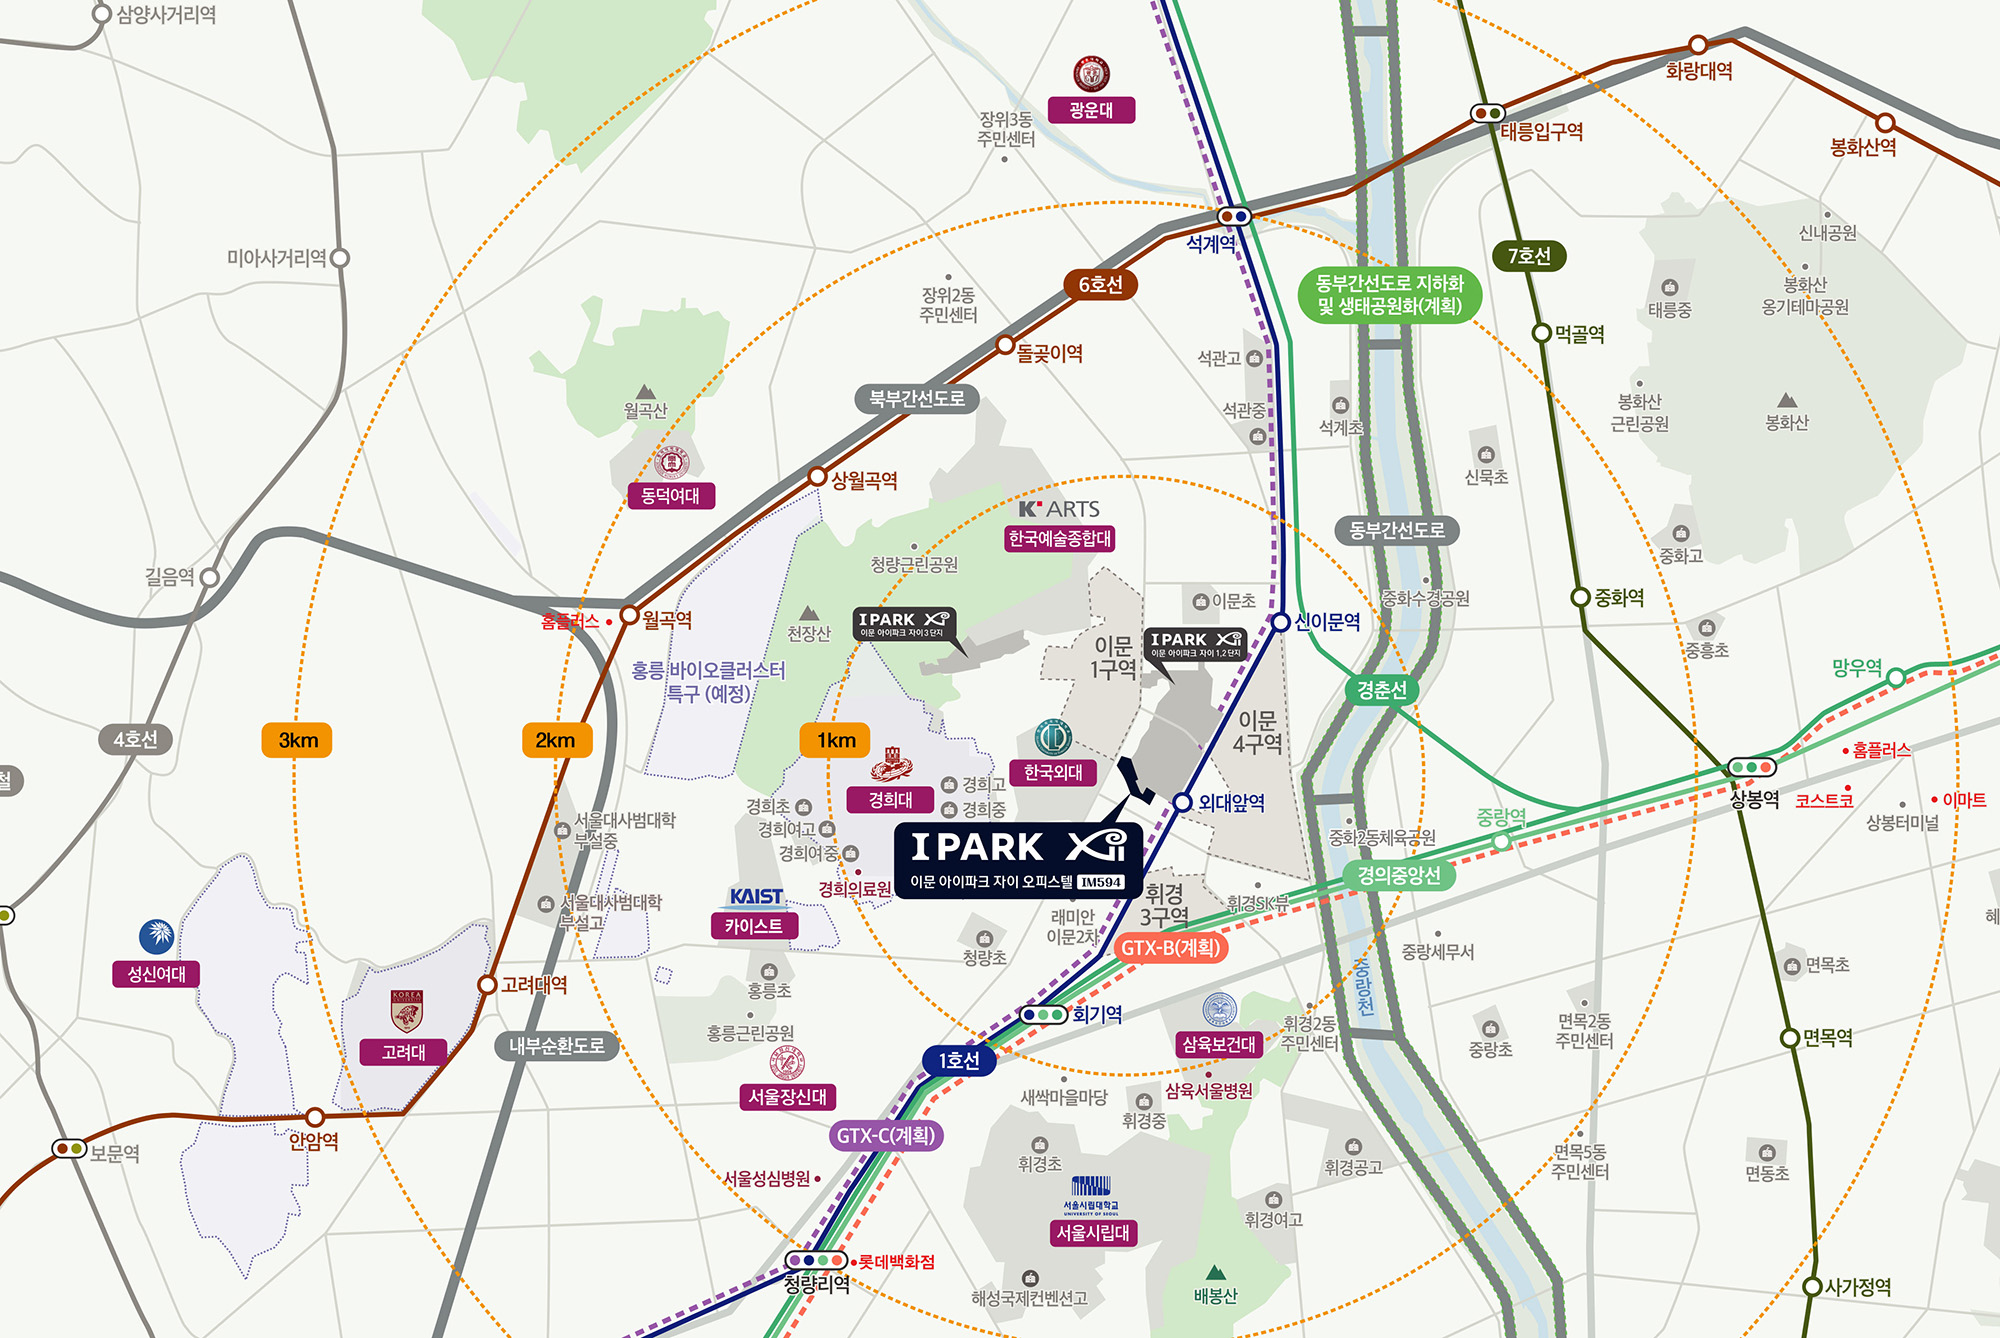 삼양사거리역
광운대
화랑대역
태릉입구역
봉화산역
장위3동
주민센터
미아사거리역
석계역
7호선
신내공원
6호선
동부간선도로 지하화
및 생태공원화(계획)
태릉중
봉화산
옹기테마공원
장위2동
주민센터
먹골역
돌곶이역
석관고
북부간선도로
월곡산
석관중
석계초
봉화산
근린공원
봉화산
동덕여대
상월곡역
신묵초
K ARTS
한국예술종합대
동부간선도로
중화고
청량근린공원
길음역
중화수경공원
중화역
이문초
홈플러스
월곡역
천장산
I PARK XII
이문 아이파크 자이 3 단지
신이문역
I PARK XII
이문 아이파크 자이 1,2 단지
이문
1구역
중흥초
홍릉 바이오클러스터
특구 (예정)
망우역
경춘선
4호선
3km
2km
1km
이문
4구역
철
홈플러스
한국외대
상봉역
코스트코
이마트
경희대
경희고
경희중
외대앞역
상봉터미널
경희초
경희여고
경희여중
서울대사범대학
부설중
중랑역
중화2동체육공원
I PARK XII
이문 아이파크 자이 오피스텔 IM594
경의중앙선
경희의료원
KAIST
카이스트
서울대사범대학
부설고
휘경
3구역
휘경SK뷰
래미안
이문2차
혜
GTX-B(계획)
청량초
중랑세무서
성신여대
면목초
홍릉초
고려대역
중랑천
KOREA
UNIVERSITY
고려대
홍릉근린공원
회기역
삼육보건대
휘경2동
주민센터
면목2동
주민센터
중랑초
면목역
내부순환도로
1호선
서울장신대
새싹마을마당
삼육서울병원
휘경중
안암역
보문역
GTX-C(계획)
휘경초
휘경공고
면목5동
주민센터
면동초
서울성심병원
서울시립대학교
UNIVERSITY OF SEOUL
서울시립대
휘경여고
롯데백화점
청량리역
해성국제컨벤션고
배봉산
사가정역